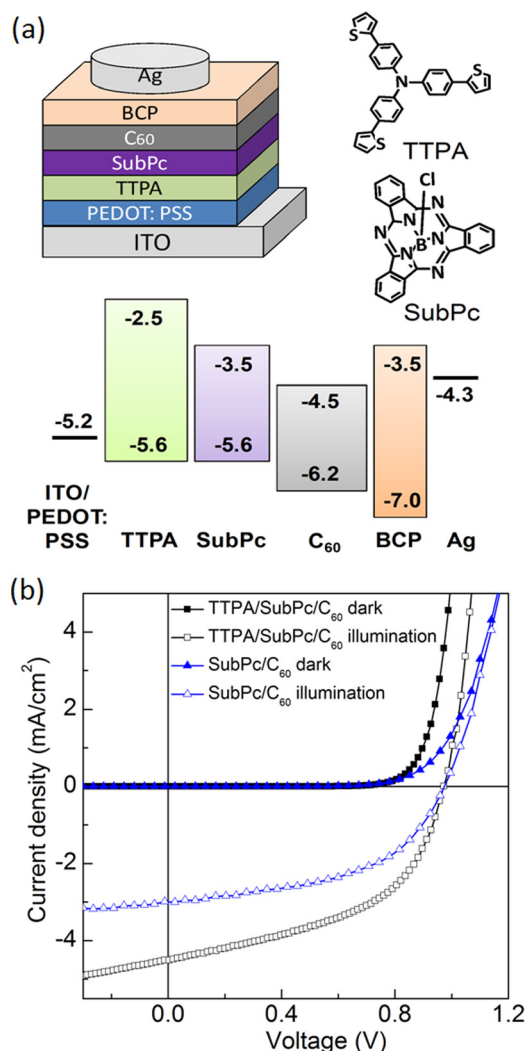 (a)
Ag
BCP
C60
SubPc
TTPA
PEDOT: PSS
ITO
S
S
N
S
TTPA
Cl
N
N
N
B
N
N
N
SubPc
-5.2
ITO/
PEDOT:
PSS
-2.5
-5.6
TTPA
-3.5
-5.6
SubPc
-4.5
-6.2
C60
-3.5
-7.0
BCP
-4.3
Ag
(b)
TTPA/SubPc/C60 dark
TTPA/SubPc/C60 illumination
SubPc/C60 dark
SubPc/C60 illumination
Current density (mA/cm²)
4
2
0
-2
-4
0.0
0.4
0.8
1.2
Voltage (V)